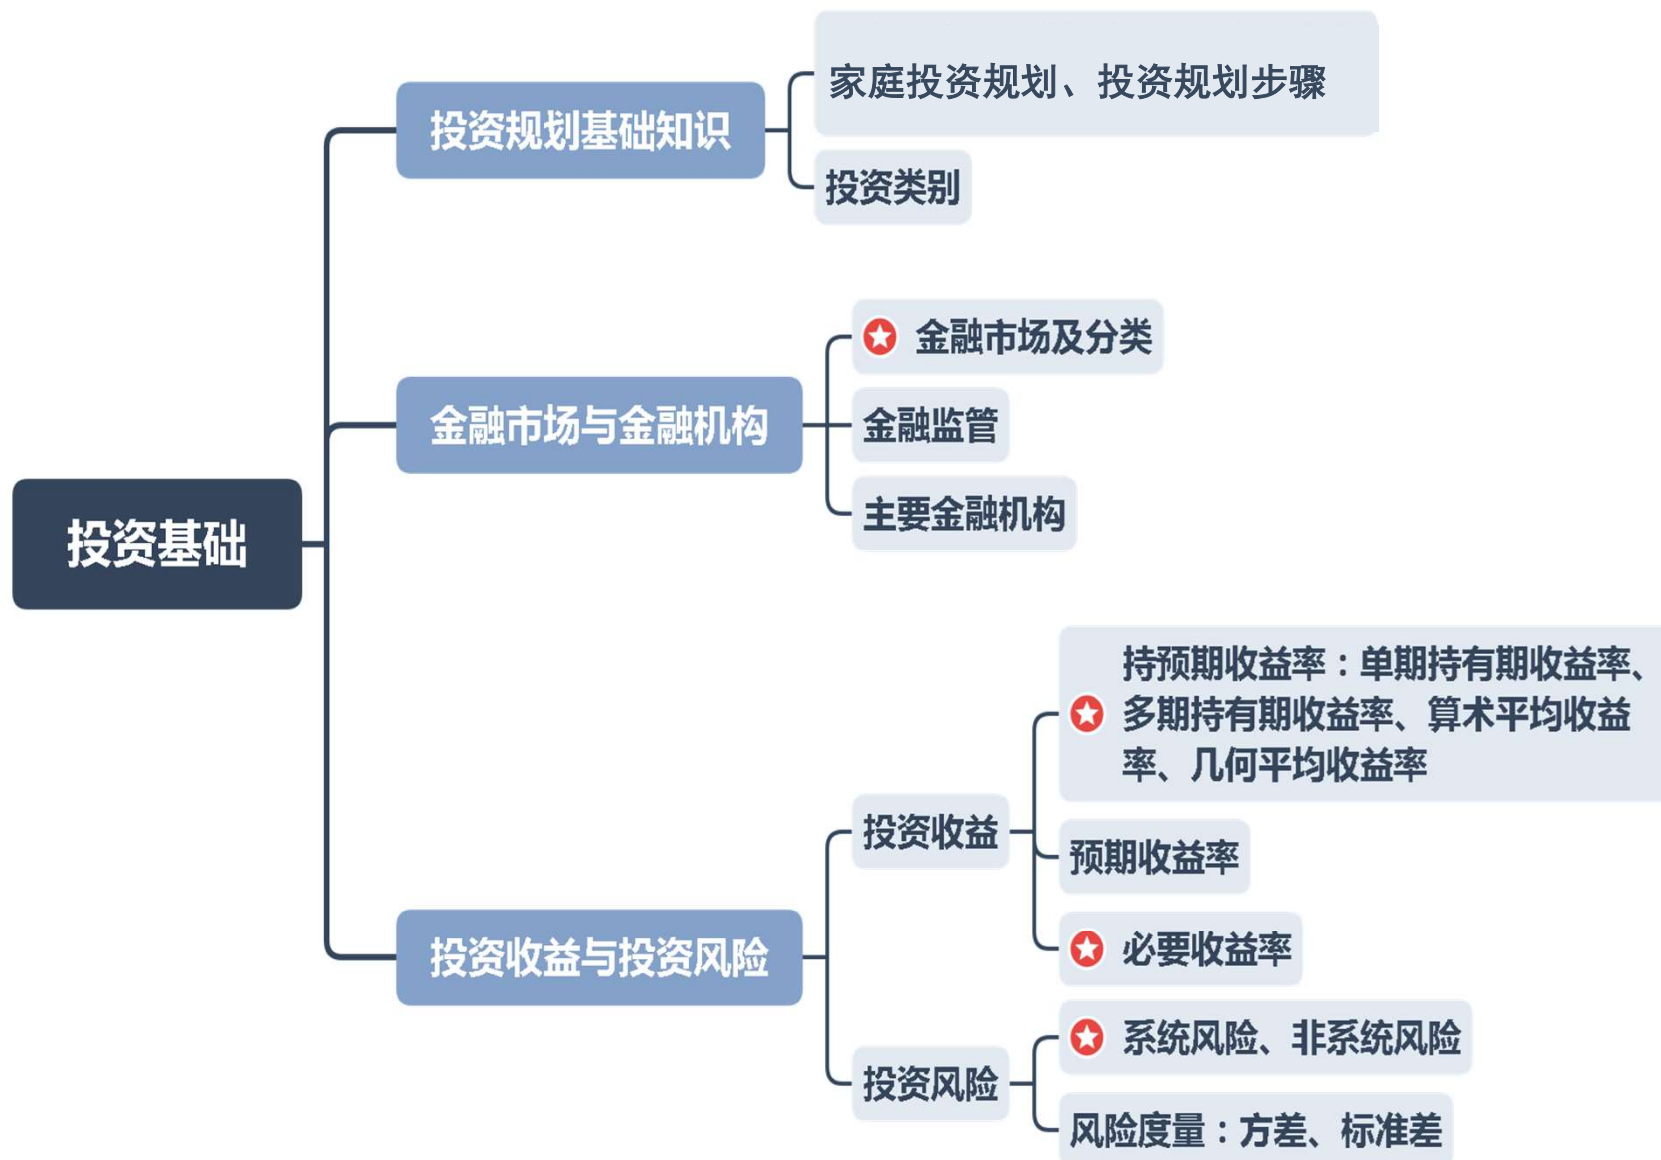 投资基础
投资规划基础知识
家庭投资规划、投资规划步骤
投资类别
金融市场与金融机构
金融市场及分类
金融监管
主要金融机构
投资收益与投资风险
投资收益
持预期收益率：单期持有期收益率、
多期持有期收益率、算术平均收益
率、几何平均收益率
预期收益率
必要收益率
投资风险
系统风险、非系统风险
风险度量：方差、标准差